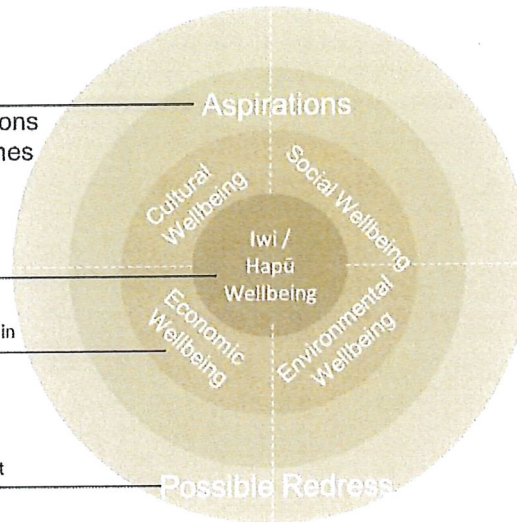 Aspirations
ons
nes
Cultural
Wellbeing
Social Wellbeing
Iwi /
Hapū
Wellbeing
in
Economic
Wellbeing
Environmental
Wellbeing
t
Possible Redress